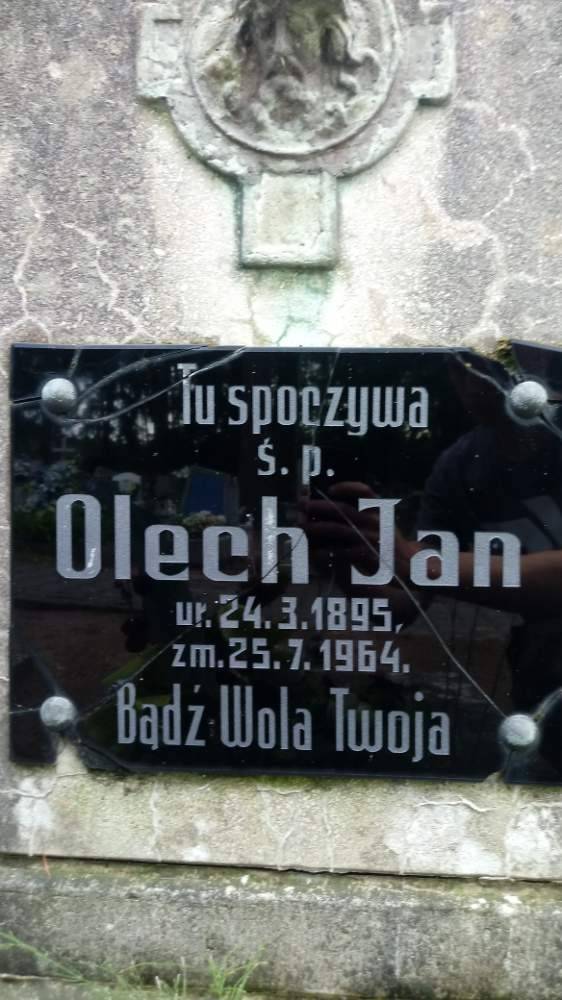 Tu spoczywa
ś. p.
Olech Jan
ur. 24. 3. 1895,
zm. 25. 7. 1964.
Bądź Wola Twoja